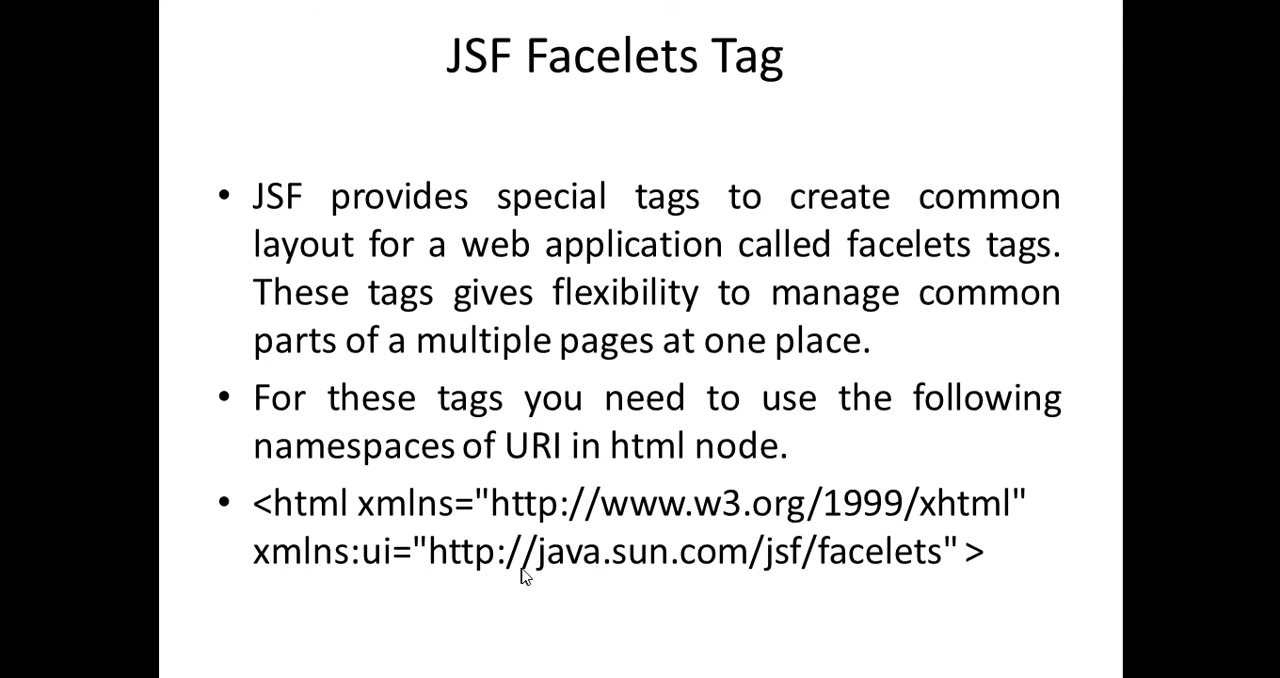 JSF Facelets Tag
• JSF provides special tags to create common
layout for a web application called facelets tags.
These tags gives flexibility to manage common
parts of a multiple pages at one place.
• For these tags you need to use the following
namespaces of URI in html node.
• <html xmlns="http://www.w3.org/1999/xhtml"
xmlns:ui="http://java.sun.com/jsf/facelets" >